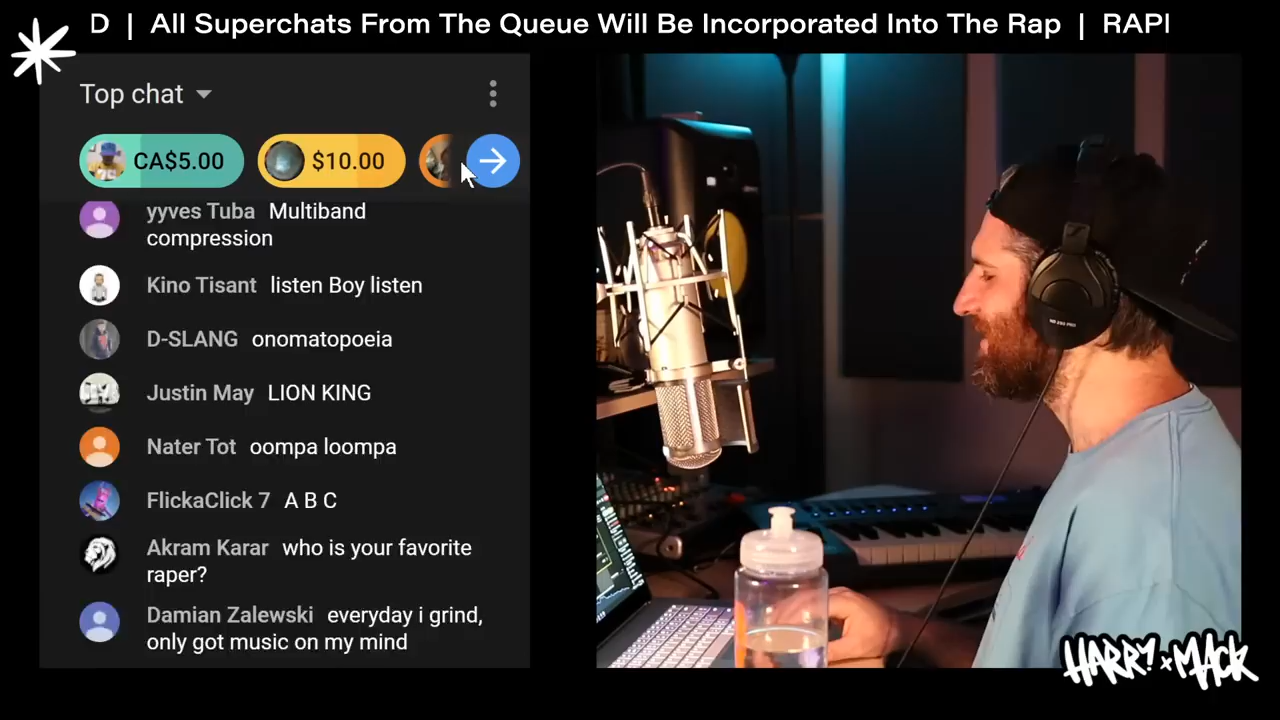 D | All Superchats From The Queue Will Be Incorporated Into The Rap | RAPI
Top chat
CA$5.00
$10.00
yyves Tuba Multiband
compression
Kino Tisant listen Boy listen
D-SLANG onomatopoeia
Justin May LION KING
Nater Tot oompa loompa
FlickaClick 7 A B C
Akram Karar who is your favorite
raper?
Damian Zalewski everyday i grind,
only got music on my mind
HARRY x MACK